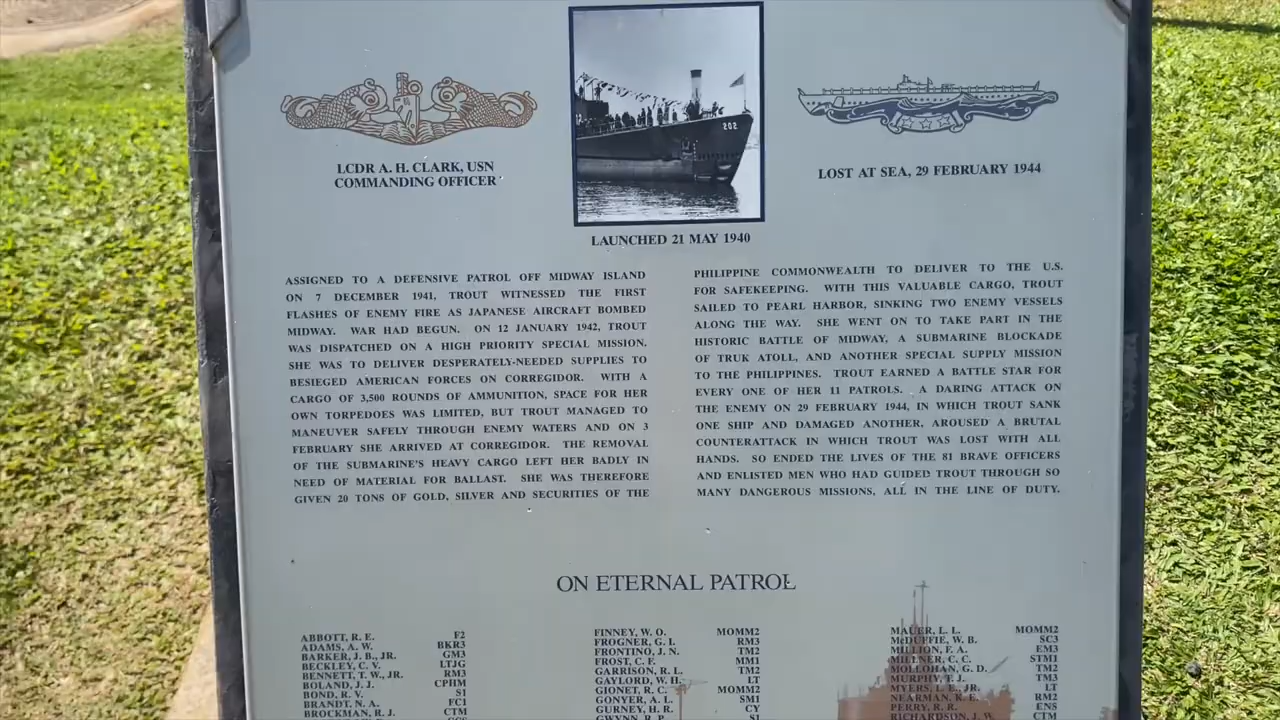 202
LCDR A. H. CLARK, USN
COMMANDING OFFICER
LOST AT SEA, 29 FEBRUARY 1944
LAUNCHED 21 MAY 1940
ASSIGNED TO A DEFENSIVE PATROL OFF MIDWAY ISLAND
ON 7 DECEMBER 1941, TROUT WITNESSED THE FIRST
FLASHES OF ENEMY FIRE AS JAPANESE AIRCRAFT BOMBED
MIDWAY. WAR HAD BEGUN. ON 12 JANUARY 1942, TROUT
WAS DISPATCHED ON A HIGH PRIORITY SPECIAL MISSION.
SHE WAS TO DELIVER DESPERATELY-NEEDED SUPPLIES TO
BESIEGED AMERICAN FORCES ON CORREGIDOR. WITH A
CARGO OF 3,500 ROUNDS OF AMMUNITION, SPACE FOR HER
OWN TORPEDOES WAS LIMITED, BUT TROUT MANAGED TO
MANEUVER SAFELY THROUGH ENEMY WATERS AND ON 3
FEBRUARY SHE ARRIVED AT CORREGIDOR. THE REMOVAL
OF THE SUBMARINE'S HEAVY CARGO LEFT HER BADLY IN
NEED OF MATERIAL FOR BALLAST. SHE WAS THEREFORE
GIVEN 20 TONS OF GOLD, SILVER AND SECURITIES OF THE
PHILIPPINE COMMONWEALTH TO DELIVER TO THE U.S.
FOR SAFEKEEPING. WITH THIS VALUABLE CARGO, TROUT
SAILED TO PEARL HARBOR, SINKING TWO ENEMY VESSELS
ALONG THE WAY. SHE WENT ON TO TAKE PART IN THE
HISTORIC BATTLE OF MIDWAY, A SUBMARINE BLOCKADE
OF TRUK ATOLL, AND ANOTHER SPECIAL SUPPLY MISSION
TO THE PHILIPPINES. TROUT EARNED A BATTLE STAR FOR
EVERY ONE OF HER 11 PATROLS. A DARING ATTACK ON
THE ENEMY ON 29 FEBRUARY 1944, IN WHICH TROUT SANK
ONE SHIP AND DAMAGED ANOTHER, AROUSED A BRUTAL
COUNTERATTACK IN WHICH TROUT WAS LOST WITH ALL
HANDS. SO ENDED THE LIVES OF THE 81 BRAVE OFFICERS
AND ENLISTED MEN WHO HAD GUIDED TROUT THROUGH SO
MANY DANGEROUS MISSIONS, ALL IN THE LINE OF DUTY.
ON ETERNAL PATROL
ABBOTT, R. E. F2
ADAMS, A. W. BKR3
BARKER, J. B., JR. GM3
BECKLEY, C. V. LTJG
BENNETT, T. W., JR. RM3
BOLAND, J. J. CPHM
BOND, R. V. S1
BRANDT, N. A. FC1
BROCKMAN, R. J. CTM
FINNEY, W. O. MOMM2
FROGNER, G. I. RM3
FRONTINO, J. N. TM2
FROST, C. F. MM1
GARRISON, R. L. TM2
GAYLORD, W. B. LT
GIONET, R. C. MOMM2
GONYER, A. L. SM1
GURNEY, H. R. CY
GWYNN, R. P. S1
MAUER, L. L. MOMM2
McDUFFIE, W. B. SC3
MILLION, F. A. EM3
MILLNER, C. C. STM1
MOLLOHAN, G. D. TM2
MURPHY, T. J. TM3
MYERS, L. E., JR. LT
NEARMAN, K. E. RM2
PERRY, R. R. ENS
RICHARDSON, J. W. CTM